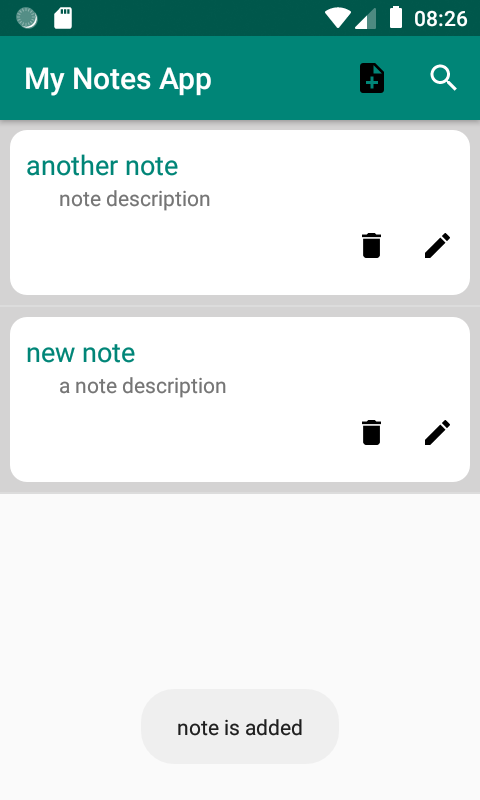 08:26
My Notes App
another note
note description
new note
a note description
note is added